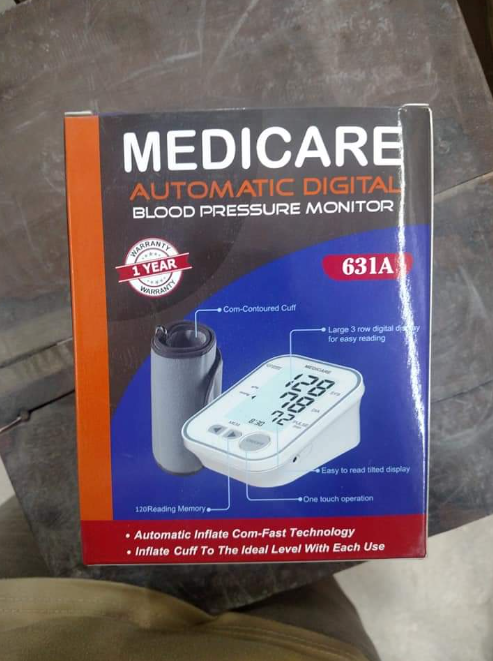 MEDICARE
AUTOMATIC DIGITAL
BLOOD PRESSURE MONITOR
WARRANTY
1 YEAR
WARRANTY
631A
Com-Contoured Cuff
Large 3 row digital display
for easy reading
MEDICARE
128
78
72
8:30
Easy to read tilted display
One touch operation
120Reading Memory
• Automatic Inflate Com-Fast Technology
• Inflate Cuff To The Ideal Level With Each Use